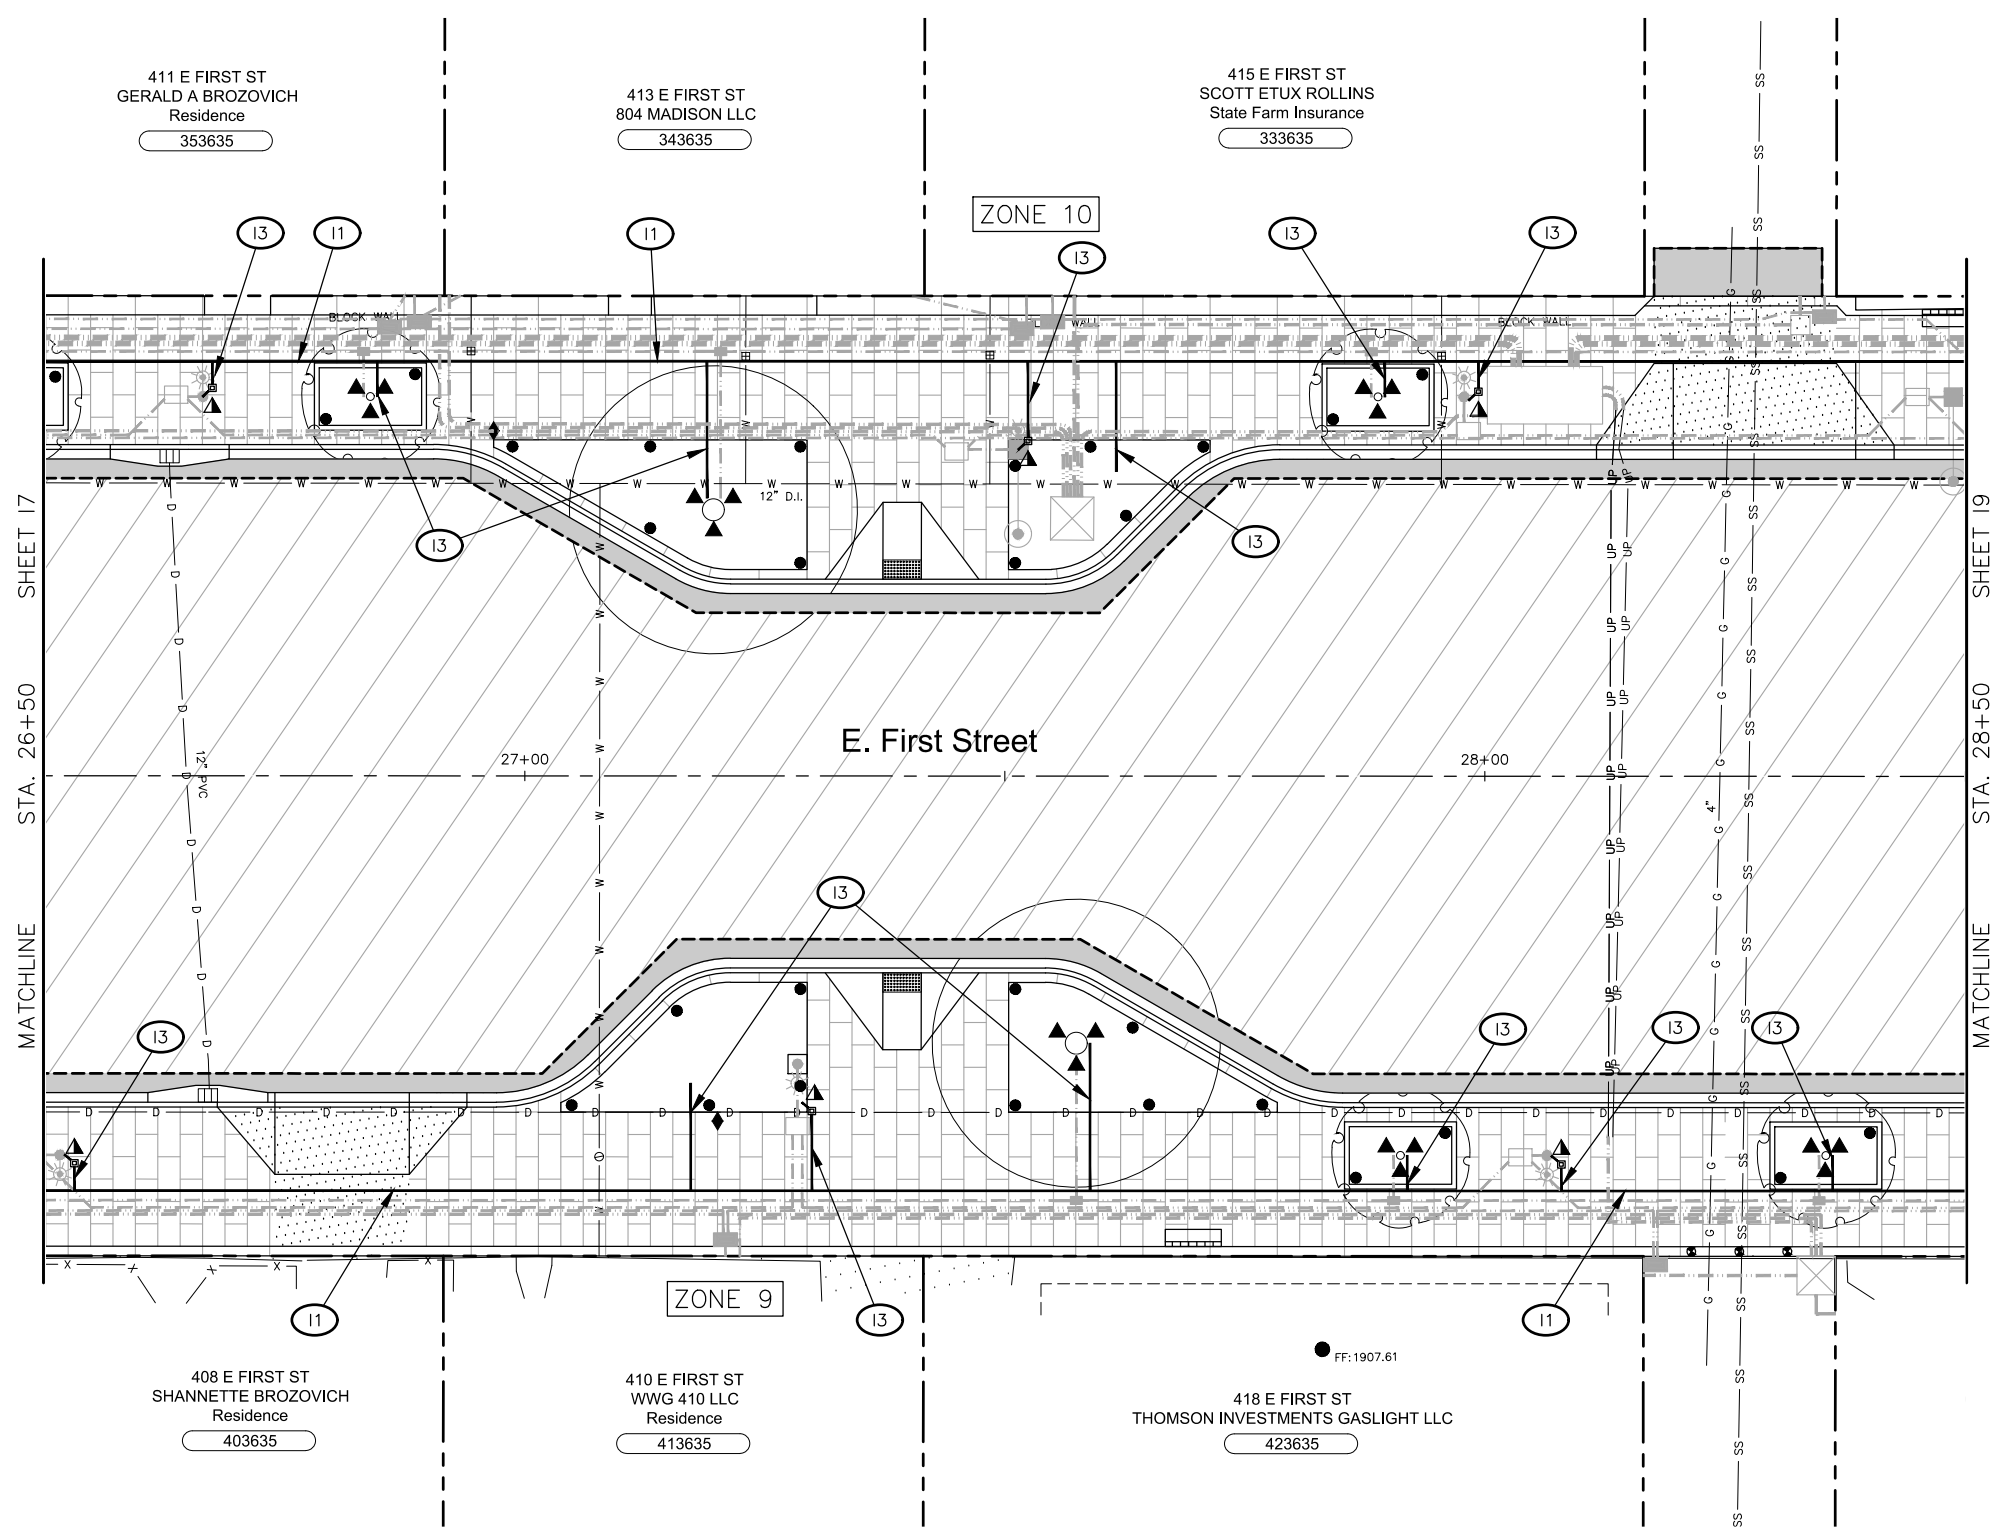 411 E FIRST ST
GERALD A BROZOVICH
Residence
353635
413 E FIRST ST
804 MADISON LLC
343635
415 E FIRST ST
SCOTT ETUX ROLLINS
State Farm Insurance
333635
ZONE 10
I3
I1
I1
I3
I3
I3
BLOCK WALL
WALL
BLOCK WALL
12" D.I.
I3
I3
SHEET I7
STA. 26+50
MATCHLINE
SHEET I9
STA. 28+50
MATCHLINE
E. First Street
27+00
28+00
12" PVC
4"
I3
I3
I3
I3
I3
ZONE 9
I1
I3
I1
FF:1907.61
408 E FIRST ST
SHANNETTE BROZOVICH
Residence
403635
410 E FIRST ST
WWG 410 LLC
Residence
413635
418 E FIRST ST
THOMSON INVESTMENTS GASLIGHT LLC
423635